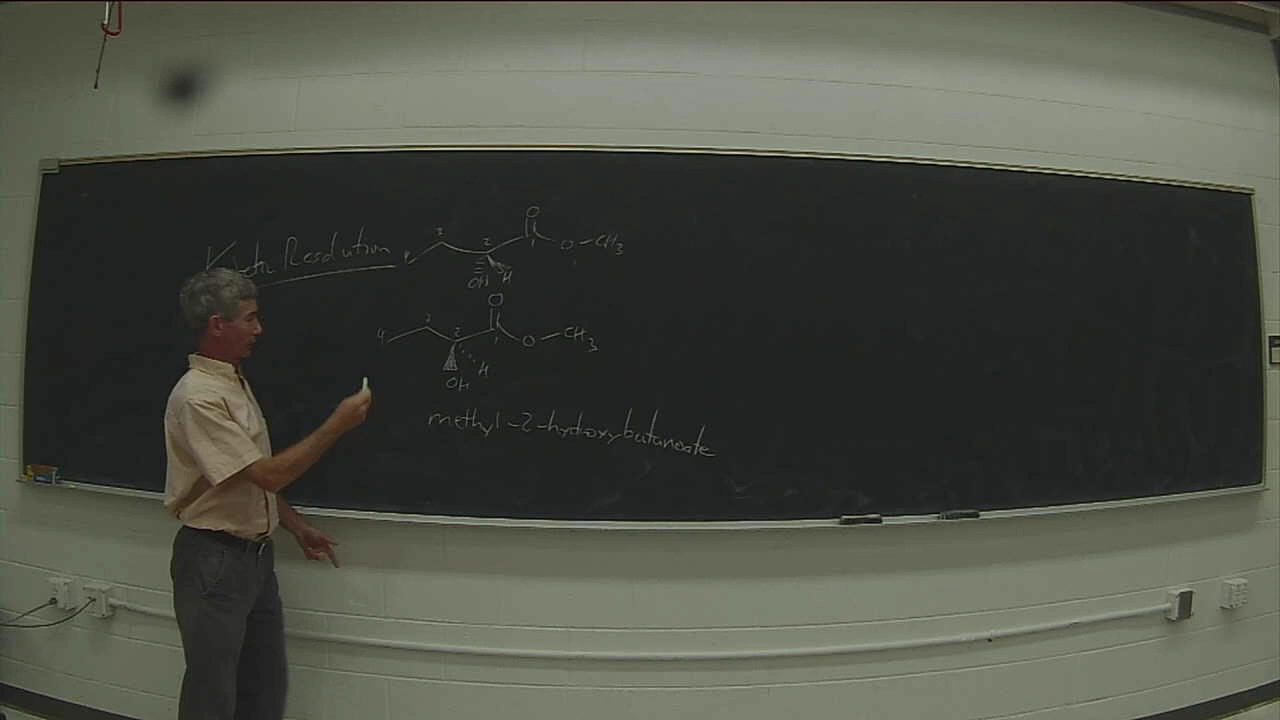 Kinetic Resolution
4 3 2 1 O O CH3
OH H
4 3 2 1 O O CH3
OH H
methyl-2-hydroxybutanoate